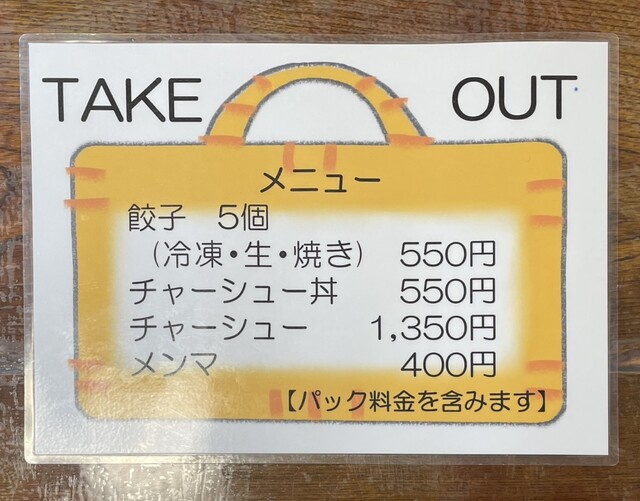 TAKE OUT
メニュー
餃子 5個
（冷凍・生・焼き） 550円
チャーシュー丼 550円
チャーシュー 1,350円
メンマ 400円
【パック料金を含みます】